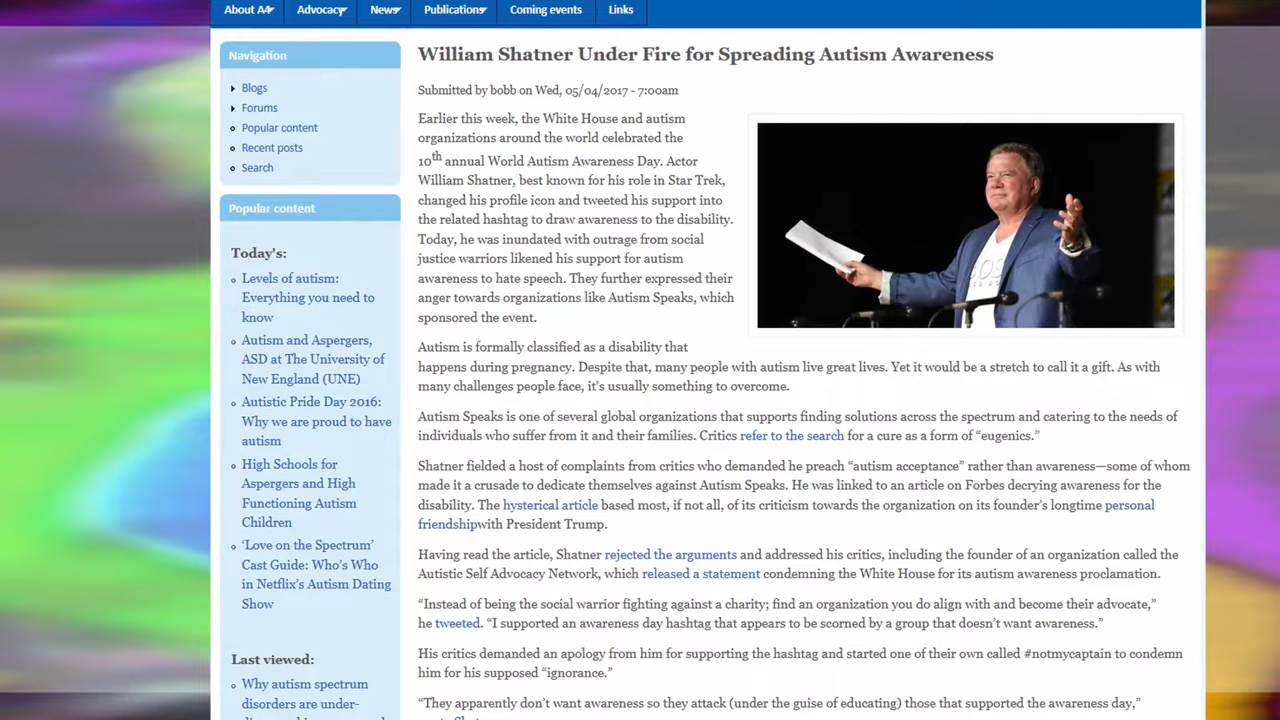 About A4
Advocacy
News
Publications
Coming events
Links
Navigation
Blogs
Forums
Popular content
Recent posts
Search
Popular content
Today's:
Levels of autism:
Everything you need to
know
Autism and Aspergers,
ASD at The University of
New England (UNE)
Autistic Pride Day 2016:
Why we are proud to have
autism
High Schools for
Aspergers and High
Functioning Autism
Children
‘Love on the Spectrum’
Cast Guide: Who’s Who
in Netflix’s Autism Dating
Show
Last viewed:
Why autism spectrum
disorders are under-
William Shatner Under Fire for Spreading Autism Awareness
Submitted by bobb on Wed, 05/04/2017 - 7:00am
Earlier this week, the White House and autism
organizations around the world celebrated the
10th annual World Autism Awareness Day. Actor
William Shatner, best known for his role in Star Trek,
changed his profile icon and tweeted his support into
the related hashtag to draw awareness to the disability.
Today, he was inundated with outrage from social
justice warriors likened his support for autism
awareness to hate speech. They further expressed their
anger towards organizations like Autism Speaks, which
sponsored the event.
Autism is formally classified as a disability that
happens during pregnancy. Despite that, many people with autism live great lives. Yet it would be a stretch to call it a gift. As with
many challenges people face, it’s usually something to overcome.
Autism Speaks is one of several global organizations that supports finding solutions across the spectrum and catering to the needs of
individuals who suffer from it and their families. Critics refer to the search for a cure as a form of “eugenics.”
Shatner fielded a host of complaints from critics who demanded he preach “autism acceptance” rather than awareness—some of whom
made it a crusade to dedicate themselves against Autism Speaks. He was linked to an article on Forbes decrying awareness for the
disability. The hysterical article based most, if not all, of its criticism towards the organization on its founder’s longtime personal
friendshipwith President Trump.
Having read the article, Shatner rejected the arguments and addressed his critics, including the founder of an organization called the
Autistic Self Advocacy Network, which released a statement condemning the White House for its autism awareness proclamation.
“Instead of being the social warrior fighting against a charity; find an organization you do align with and become their advocate,”
he tweeted. “I supported an awareness day hashtag that appears to be scorned by a group that doesn’t want awareness.”
His critics demanded an apology from him for supporting the hashtag and started one of their own called #notmycaptain to condemn
him for his supposed “ignorance.”
“They apparently don’t want awareness so they attack (under the guise of educating) those that supported the awareness day,”